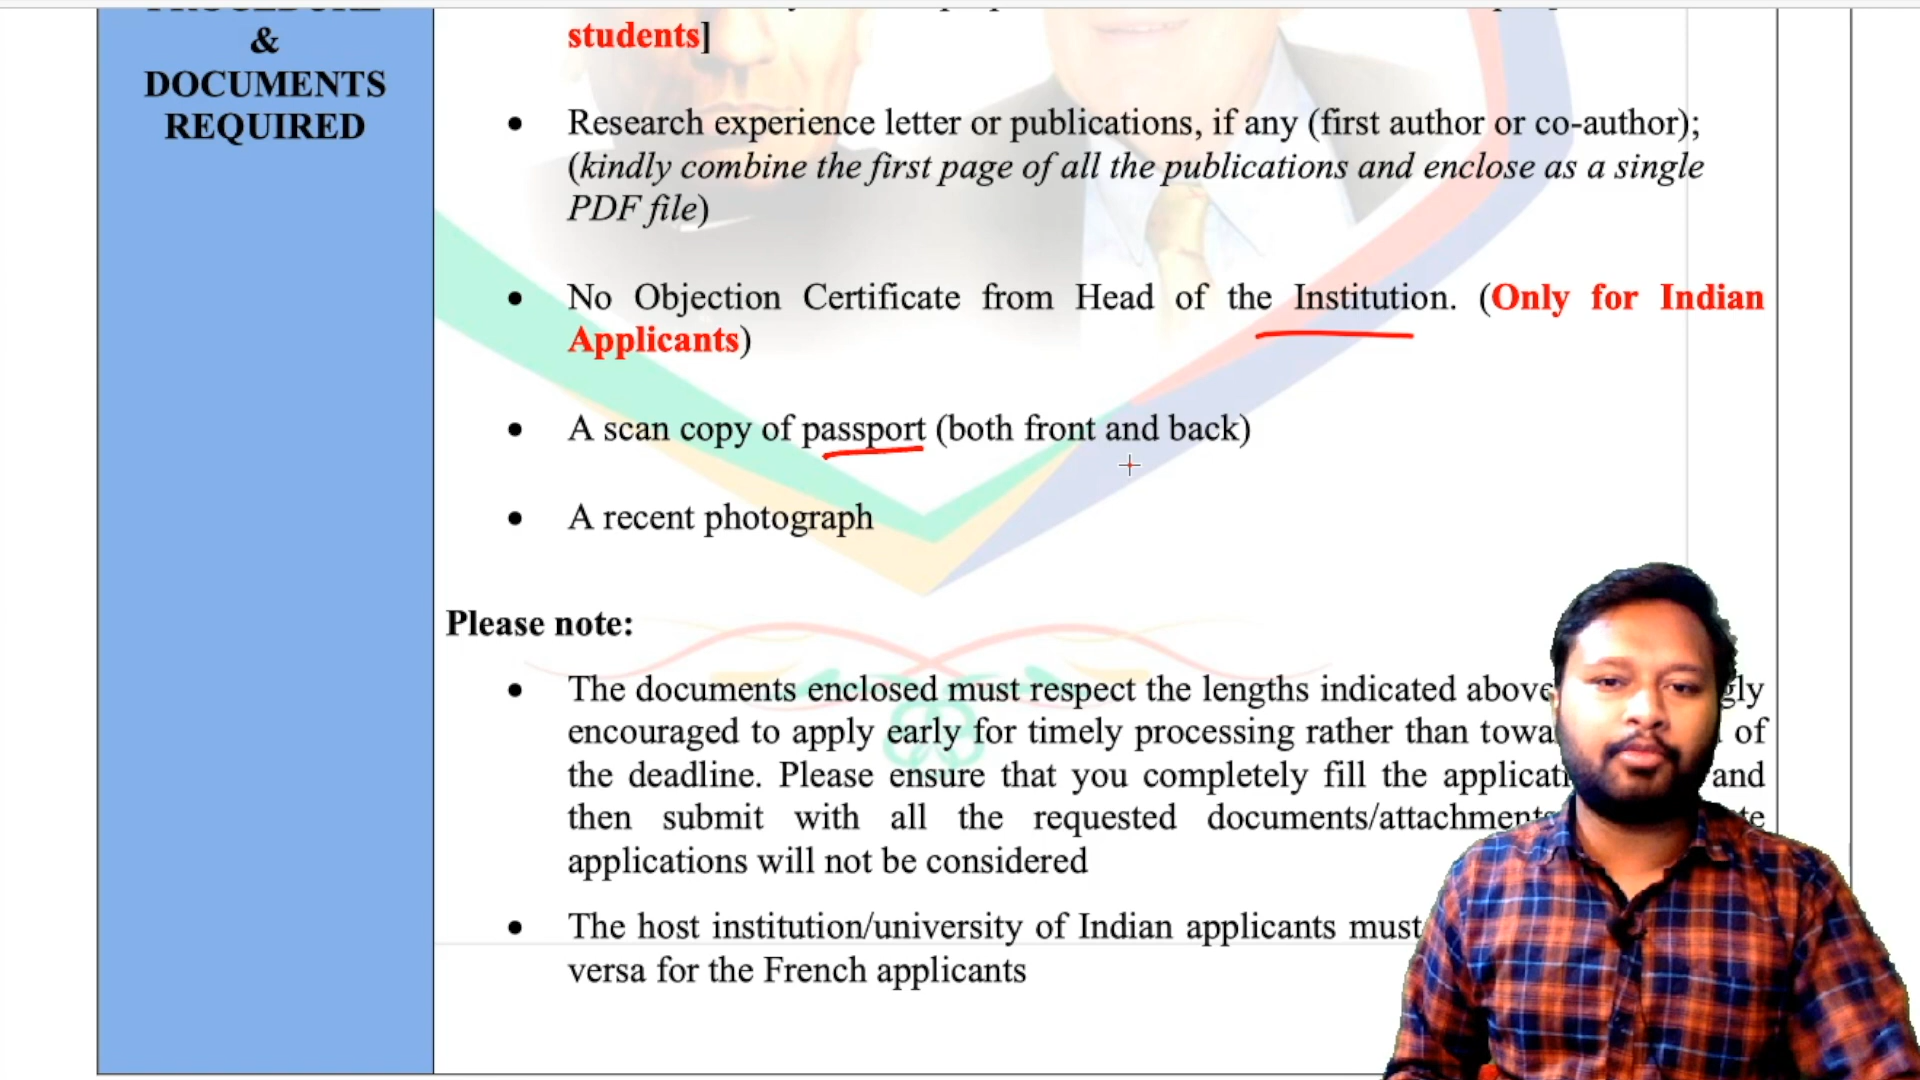 PROCEDURE
&
DOCUMENTS
REQUIRED
students]
• Research experience letter or publications, if any (first author or co-author);
(kindly combine the first page of all the publications and enclose as a single
PDF file)
• No Objection Certificate from Head of the Institution. (Only for Indian
Applicants)
• A scan copy of passport (both front and back)
• A recent photograph
Please note:
• The documents enclosed must respect the lengths indicated above
encouraged to apply early for timely processing rather than of
the deadline. Please ensure that you completely fill the and
then submit with all the requested
applications will not be considered
• The host institution/university of Indian applicants must
versa for the French applicants